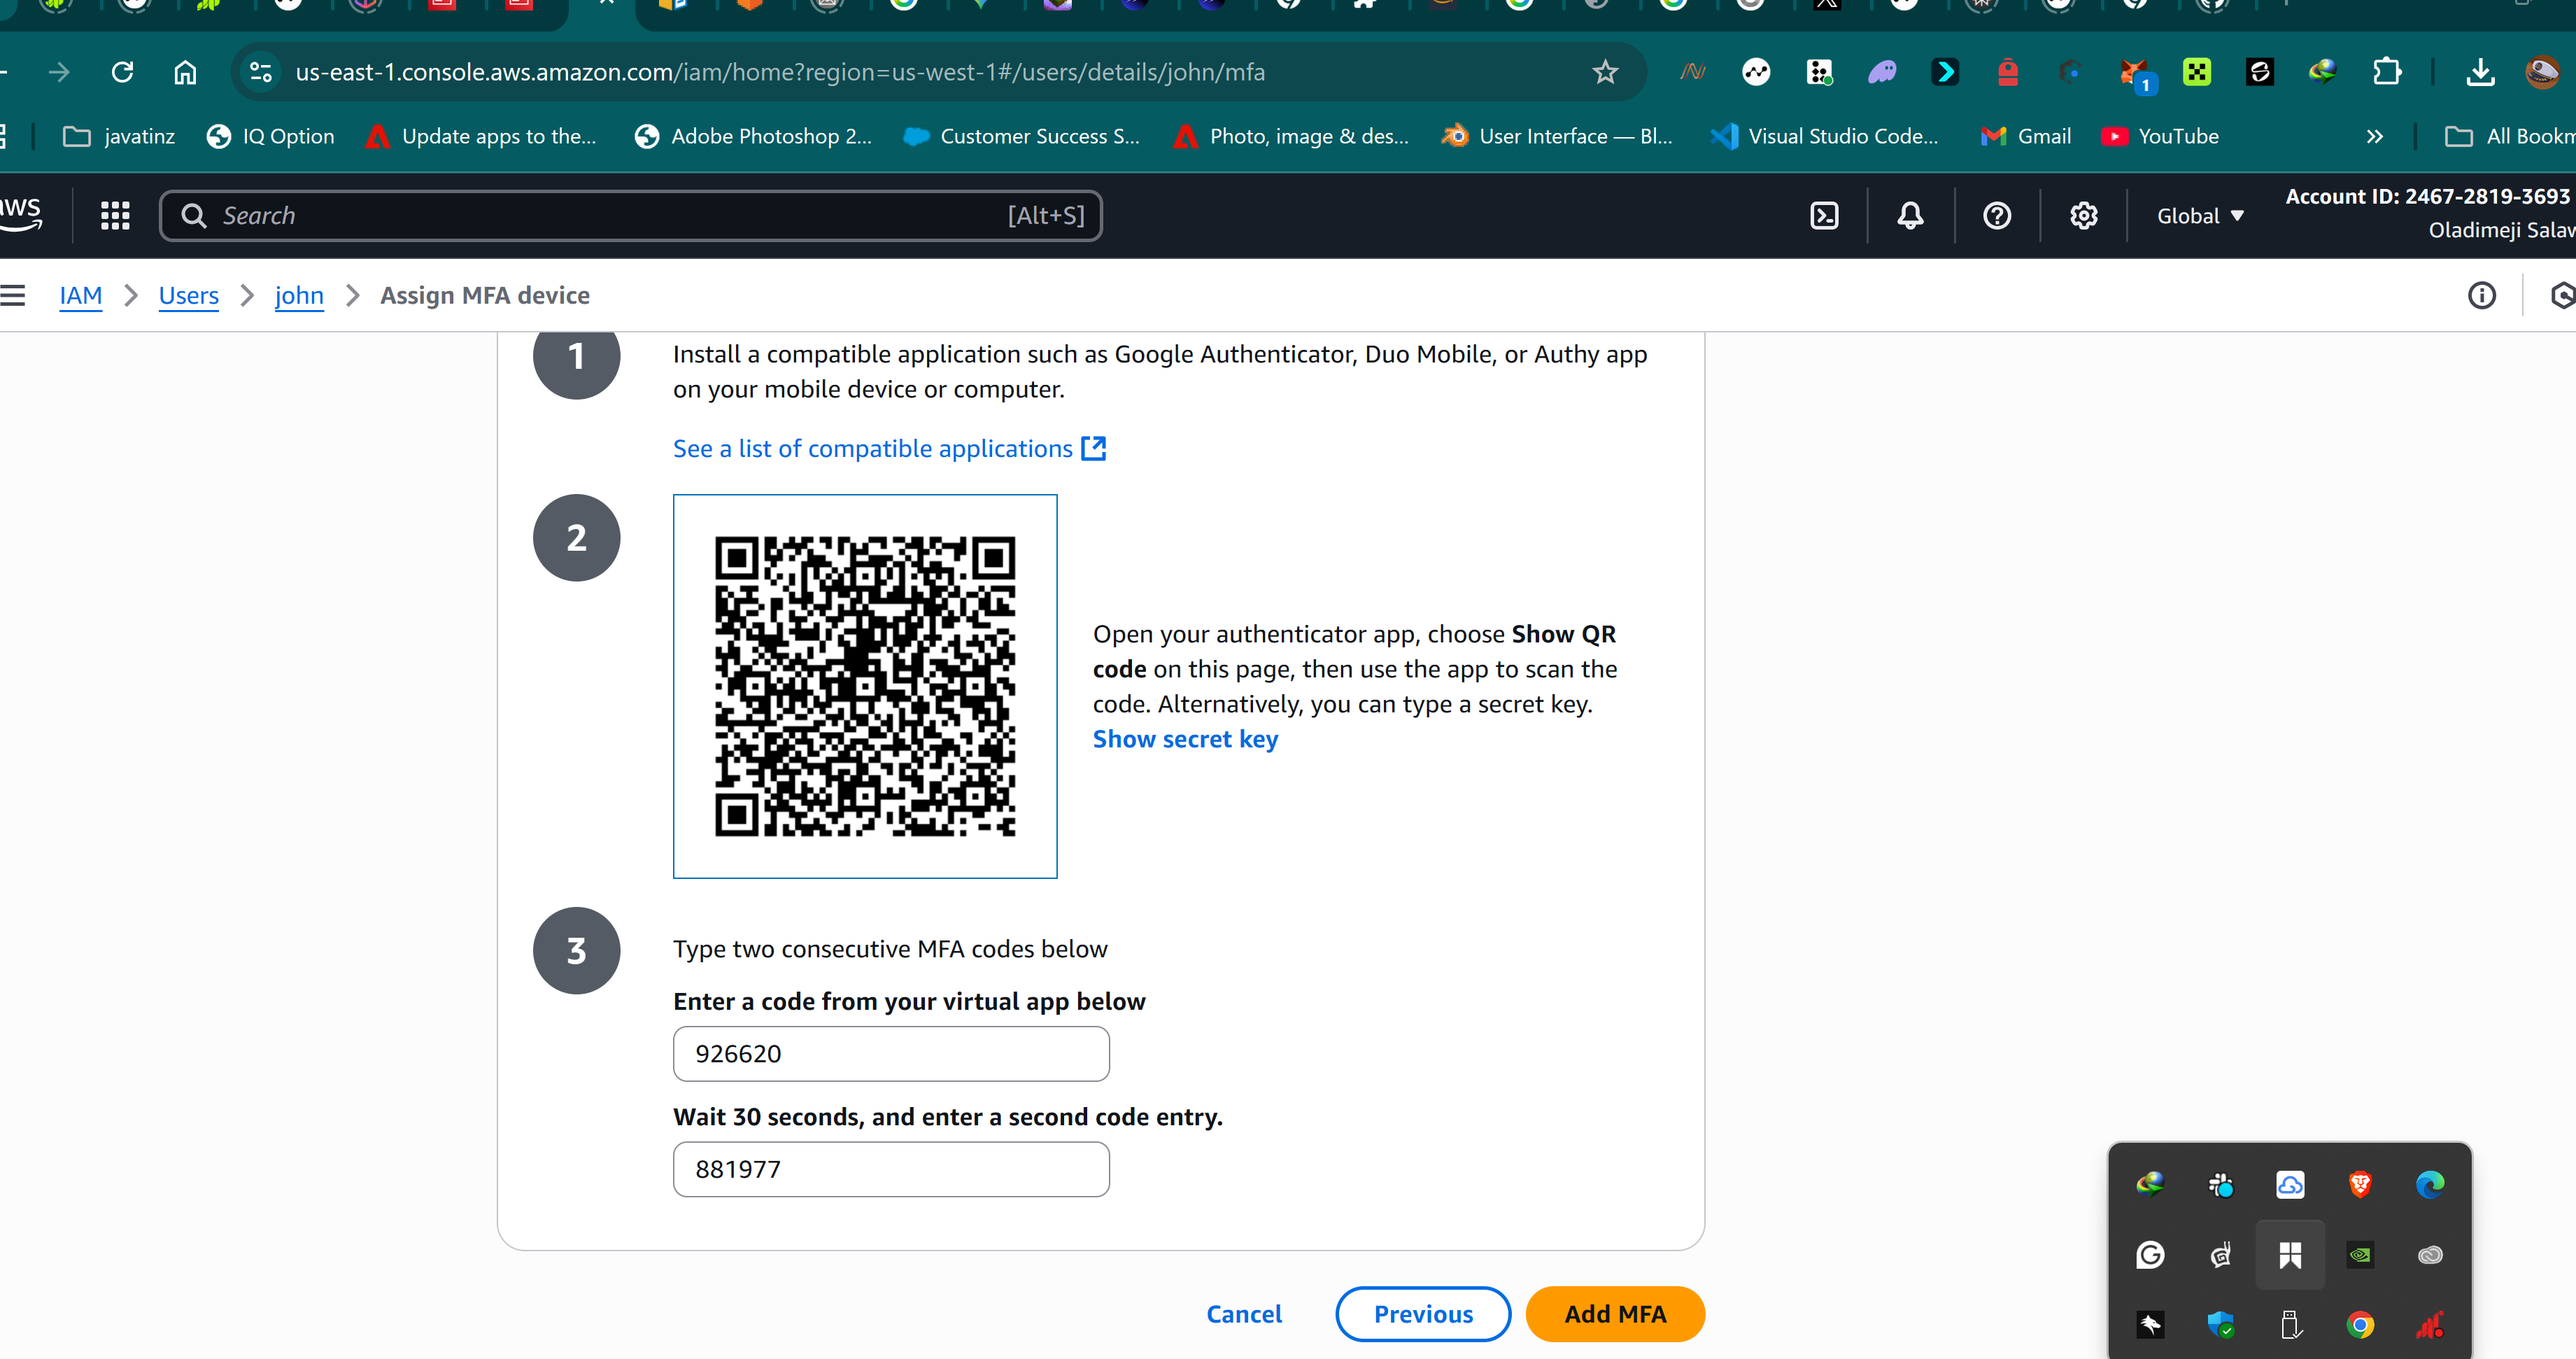 us-east-1.console.aws.amazon.com/iam/home?region=us-west-1#/users/details/john/mfa
1
javatinz
IQ Option
Update apps to the...
Adobe Photoshop 2...
Customer Success S...
Photo, image & des...
User Interface — Bl...
Visual Studio Code...
Gmail
YouTube
All Bookm
aws
Search
[Alt+S]
Global
Account ID: 2467-2819-3693
Oladimeji Salaw
IAM
Users
john
Assign MFA device
1
Install a compatible application such as Google Authenticator, Duo Mobile, or Authy app
on your mobile device or computer.
See a list of compatible applications
2
Open your authenticator app, choose Show QR
code on this page, then use the app to scan the
code. Alternatively, you can type a secret key.
Show secret key
3
Type two consecutive MFA codes below
Enter a code from your virtual app below
926620
Wait 30 seconds, and enter a second code entry.
881977
Cancel
Previous
Add MFA